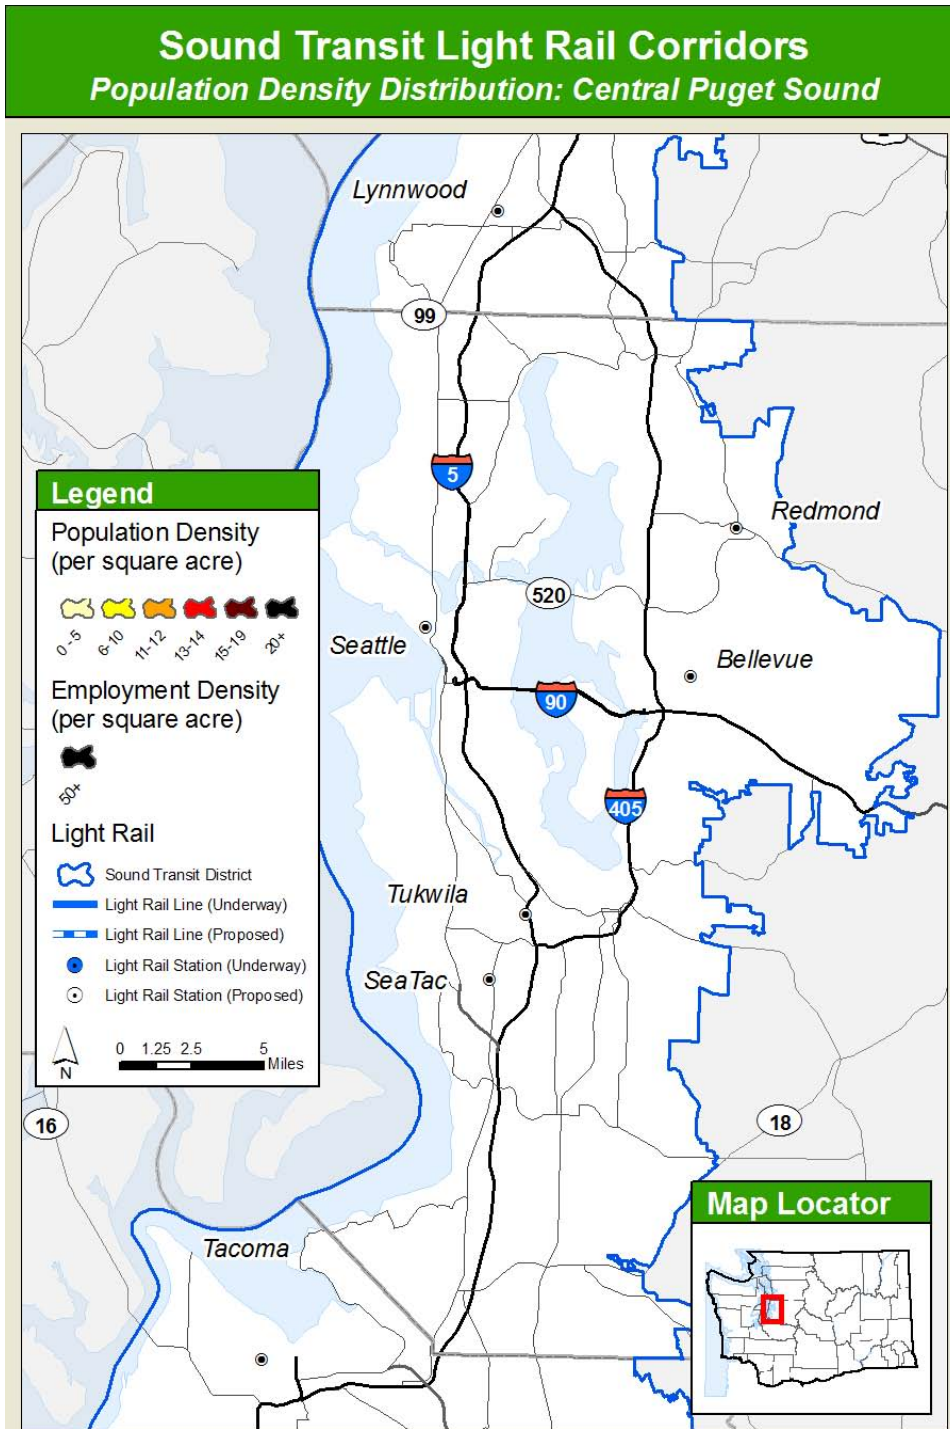 Sound Transit Light Rail Corridors
Population Density Distribution: Central Puget Sound
Lynnwood
99
5
Redmond
520
Seattle
Bellevue
90
405
Tukwila
SeaTac
16
18
Tacoma
Legend
Population Density
(per square acre)
0 - 5
6-10
11-12
13-14
15-19
20+
Employment Density
(per square acre)
50+
Light Rail
Sound Transit District
Light Rail Line (Underway)
Light Rail Line (Proposed)
Light Rail Station (Underway)
Light Rail Station (Proposed)
N
0 1.25 2.5 5
Miles
Map Locator